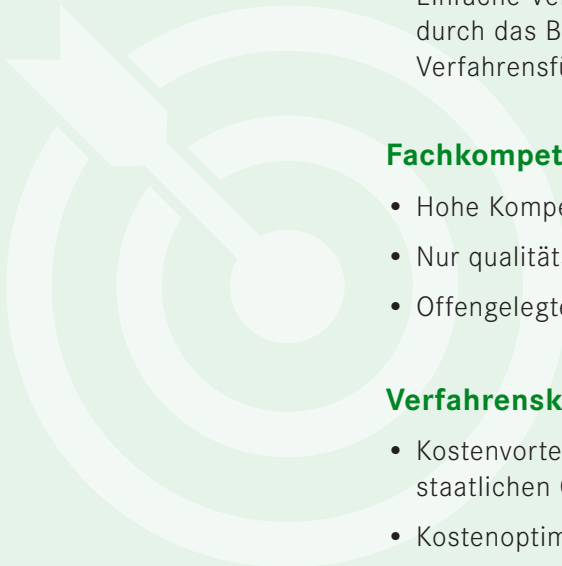 Einfache Ve
durch das B
Verfahrensfü
Fachkompet
• Hohe Kompe
• Nur qualität
• Offengelegte
Verfahrensk
• Kostenvorte
staatlichen
• Kostenoptim